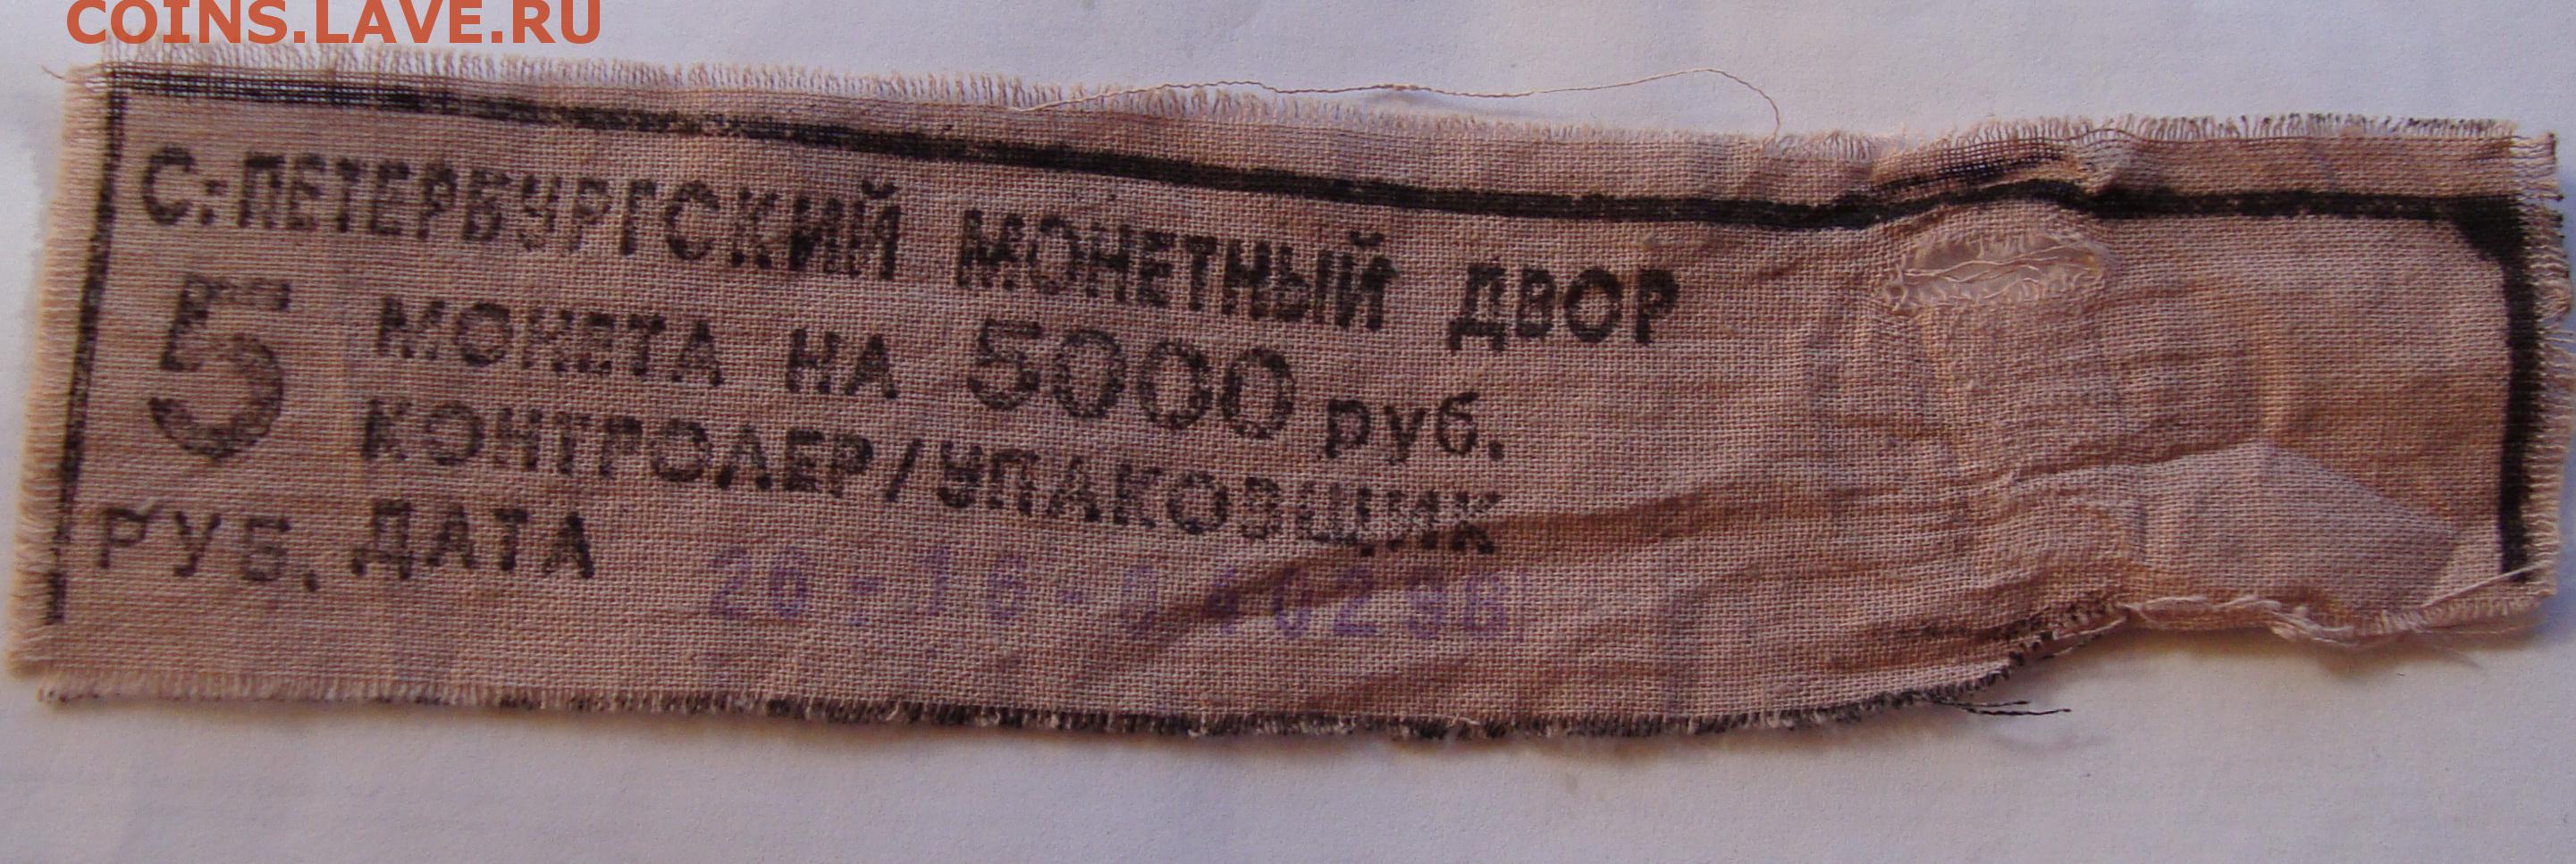 COINS.LAVE.RU
С.-ПЕТЕРБУРГСКИЙ МОНЕТНЫЙ ДВОР
5 МОНЕТА НА 5000 руб.
КОНТРОЛЕР/УПАКОВЩИК
РУБ. ДАТА